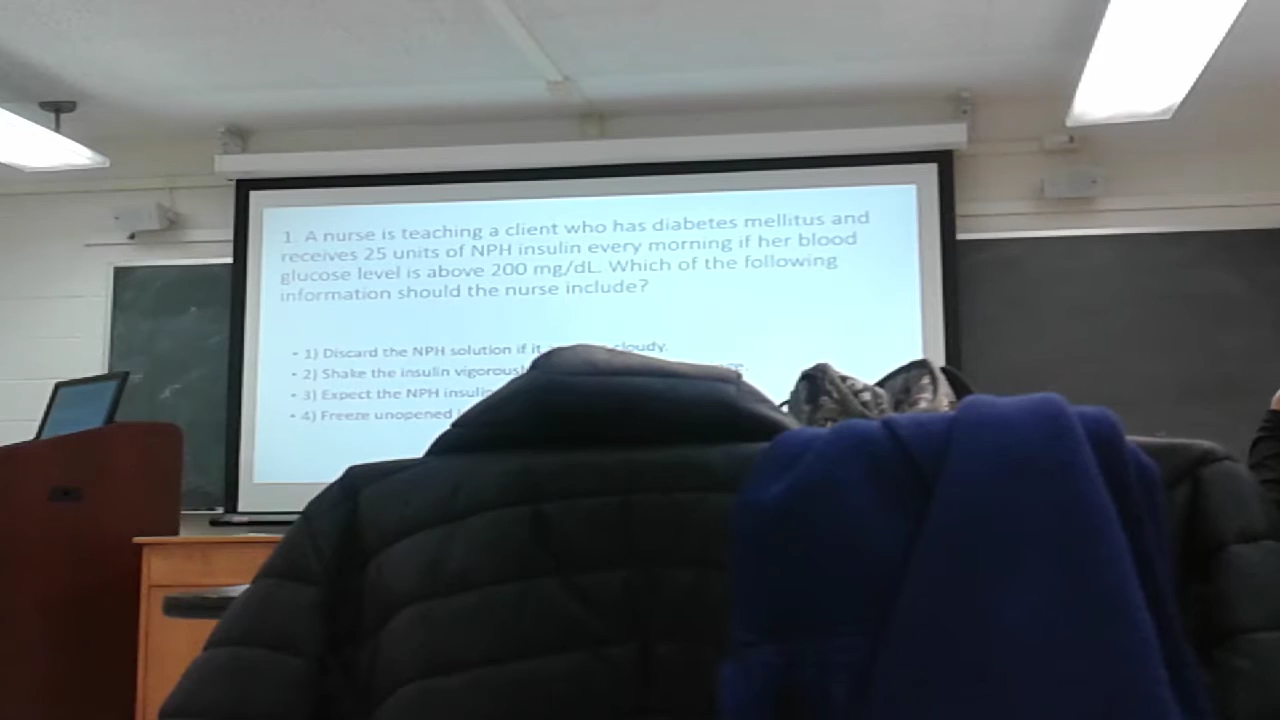 1. A nurse is teaching a client who has diabetes mellitus and
receives 25 units of NPH insulin every morning if her blood
glucose level is above 200 mg/dL. Which of the following
information should the nurse include?
• 1) Discard the NPH solution if it cloudy.
• 2) Shake the insulin
• 3) Expect the NPH
• 4) Freeze unopened